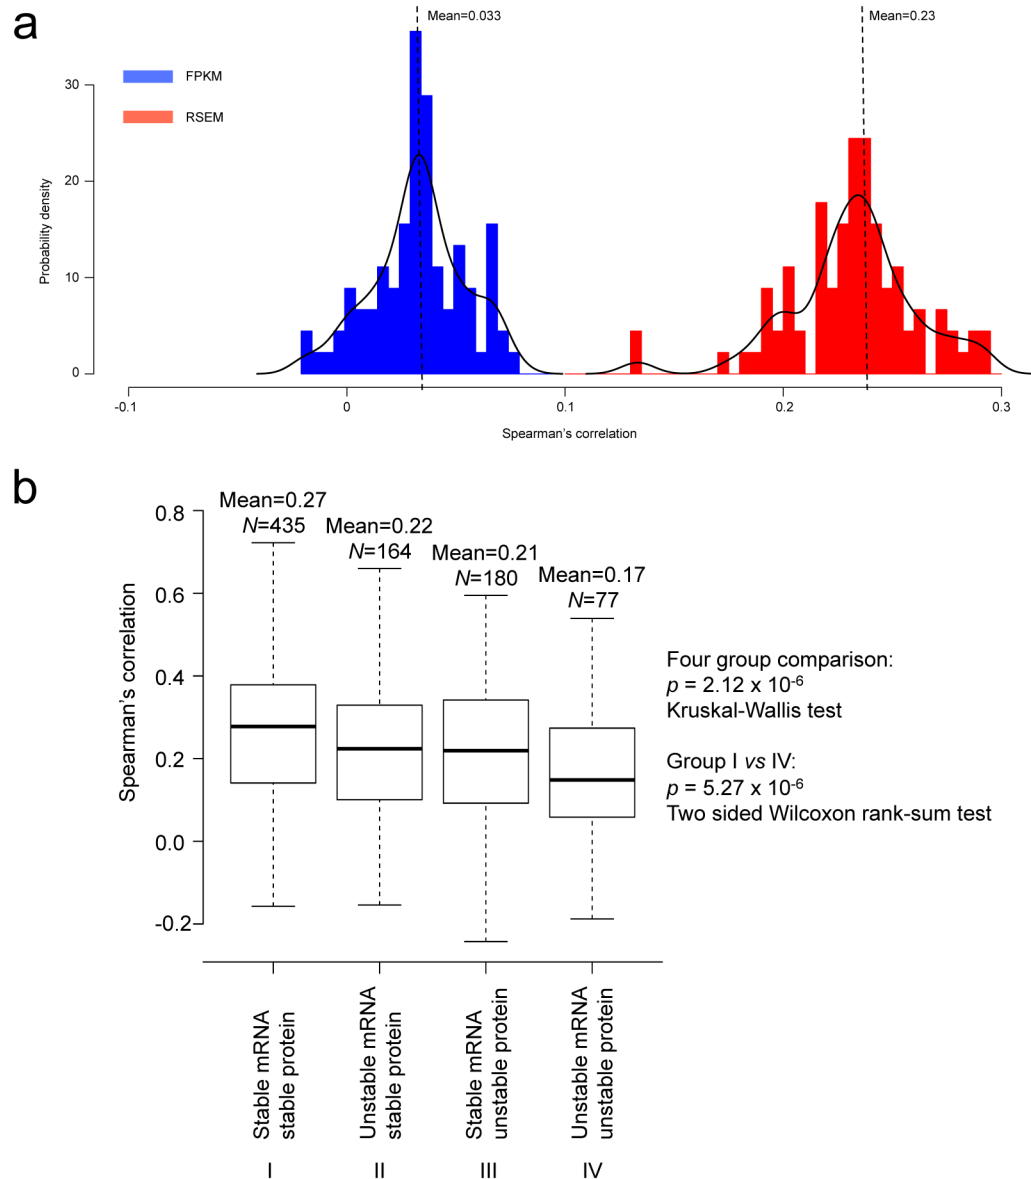 a
Mean=0.033
Mean=0.23
FPKM
RSEM
Probability density
30
20
10
0
-0.1
0
0.1
0.2
0.3
Spearman's correlation
b
Mean=0.27
N=435
Mean=0.22
N=164
Mean=0.21
N=180
Mean=0.17
N=77
Spearman's correlation
0.8
0.6
0.4
0.2
0.0
-0.2
Four group comparison:
p = 2.12 x 10⁻⁶
Kruskal-Wallis test
Group I vs IV:
p = 5.27 x 10⁻⁶
Two sided Wilcoxon rank-sum test
Stable mRNA
stable protein
Unstable mRNA
stable protein
Stable mRNA
unstable protein
Unstable mRNA
unstable protein
I
II
III
IV